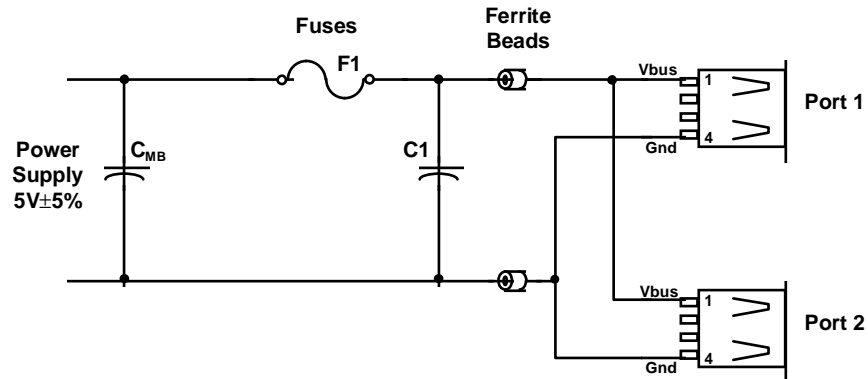 Fuses
Ferrite
Beads
F1
Vbus
1
4
Gnd
Port 1
Power
Supply
5V±5%
CMB
C1
Vbus
1
4
Gnd
Port 2